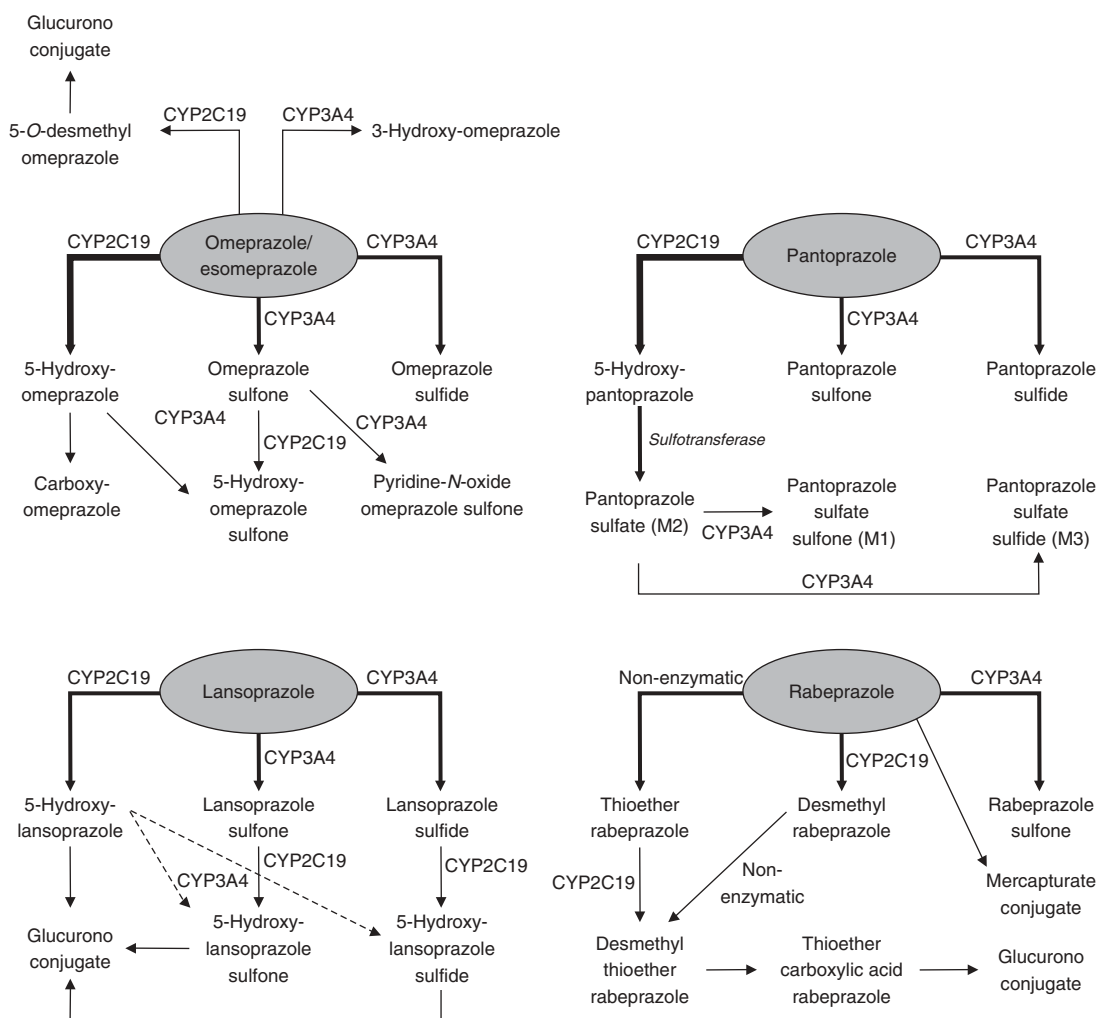 Glucurono
conjugate
CYP2C19
CYP3A4
5-O-desmethyl
omeprazole
3-Hydroxy-omeprazole
CYP2C19
Omeprazole/
esomeprazole
CYP3A4
CYP3A4
5-Hydroxy-
omeprazole
Omeprazole
sulfone
Omeprazole
sulfide
CYP3A4
CYP2C19
CYP3A4
Carboxy-
omeprazole
5-Hydroxy-
omeprazole
sulfone
Pyridine-N-oxide
omeprazole sulfone
CYP2C19
Pantoprazole
CYP3A4
CYP3A4
5-Hydroxy-
pantoprazole
Pantoprazole
sulfone
Pantoprazole
sulfide
Sulfotransferase
Pantoprazole
sulfate (M2)
CYP3A4
Pantoprazole
sulfate
sulfone (M1)
Pantoprazole
sulfate
sulfide (M3)
CYP3A4
CYP2C19
Lansoprazole
CYP3A4
CYP3A4
5-Hydroxy-
lansoprazole
Lansoprazole
sulfone
Lansoprazole
sulfide
CYP3A4
CYP2C19
CYP2C19
Glucurono
conjugate
5-Hydroxy-
lansoprazole
sulfone
5-Hydroxy-
lansoprazole
sulfide
Non-enzymatic
Rabeprazole
CYP3A4
CYP2C19
Thioether
rabeprazole
Desmethyl
rabeprazole
Rabeprazole
sulfone
CYP2C19
Non-
enzymatic
Mercapturate
conjugate
Desmethyl
thioether
rabeprazole
Thioether
carboxylic acid
rabeprazole
Glucurono
conjugate